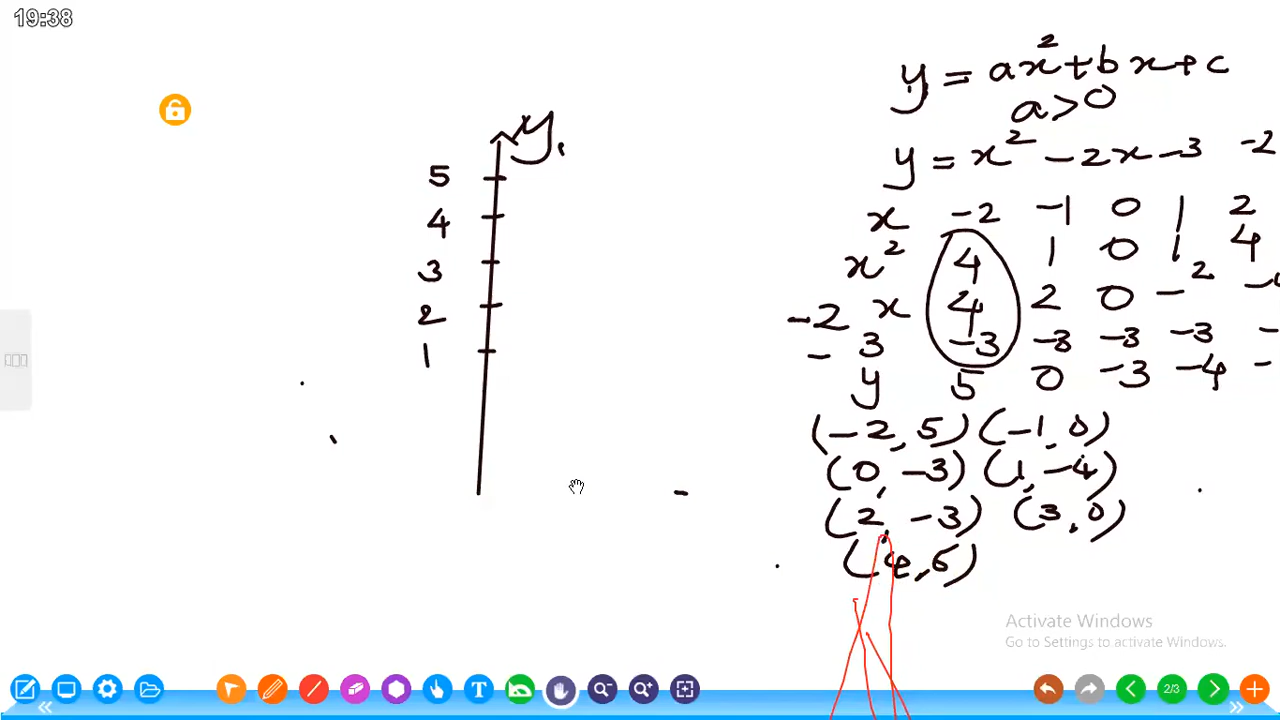 19:38
y = ax²+bx+c
a>0
y = x² -2x -3 -2
x -2 -1 0 1 2
x² 4 1 0 1 4
-2x 4 2 0 -2
-3 -3 -3 -3 -3 -
y 5 0 -3 -4 -
(-2,5) (-1,0)
(0,-3) (1,-4)
(2,-3) (3,0)
(4,5)
y
5
4
3
2
1
Activate Windows
Go to Settings to activate Windows.
2/3